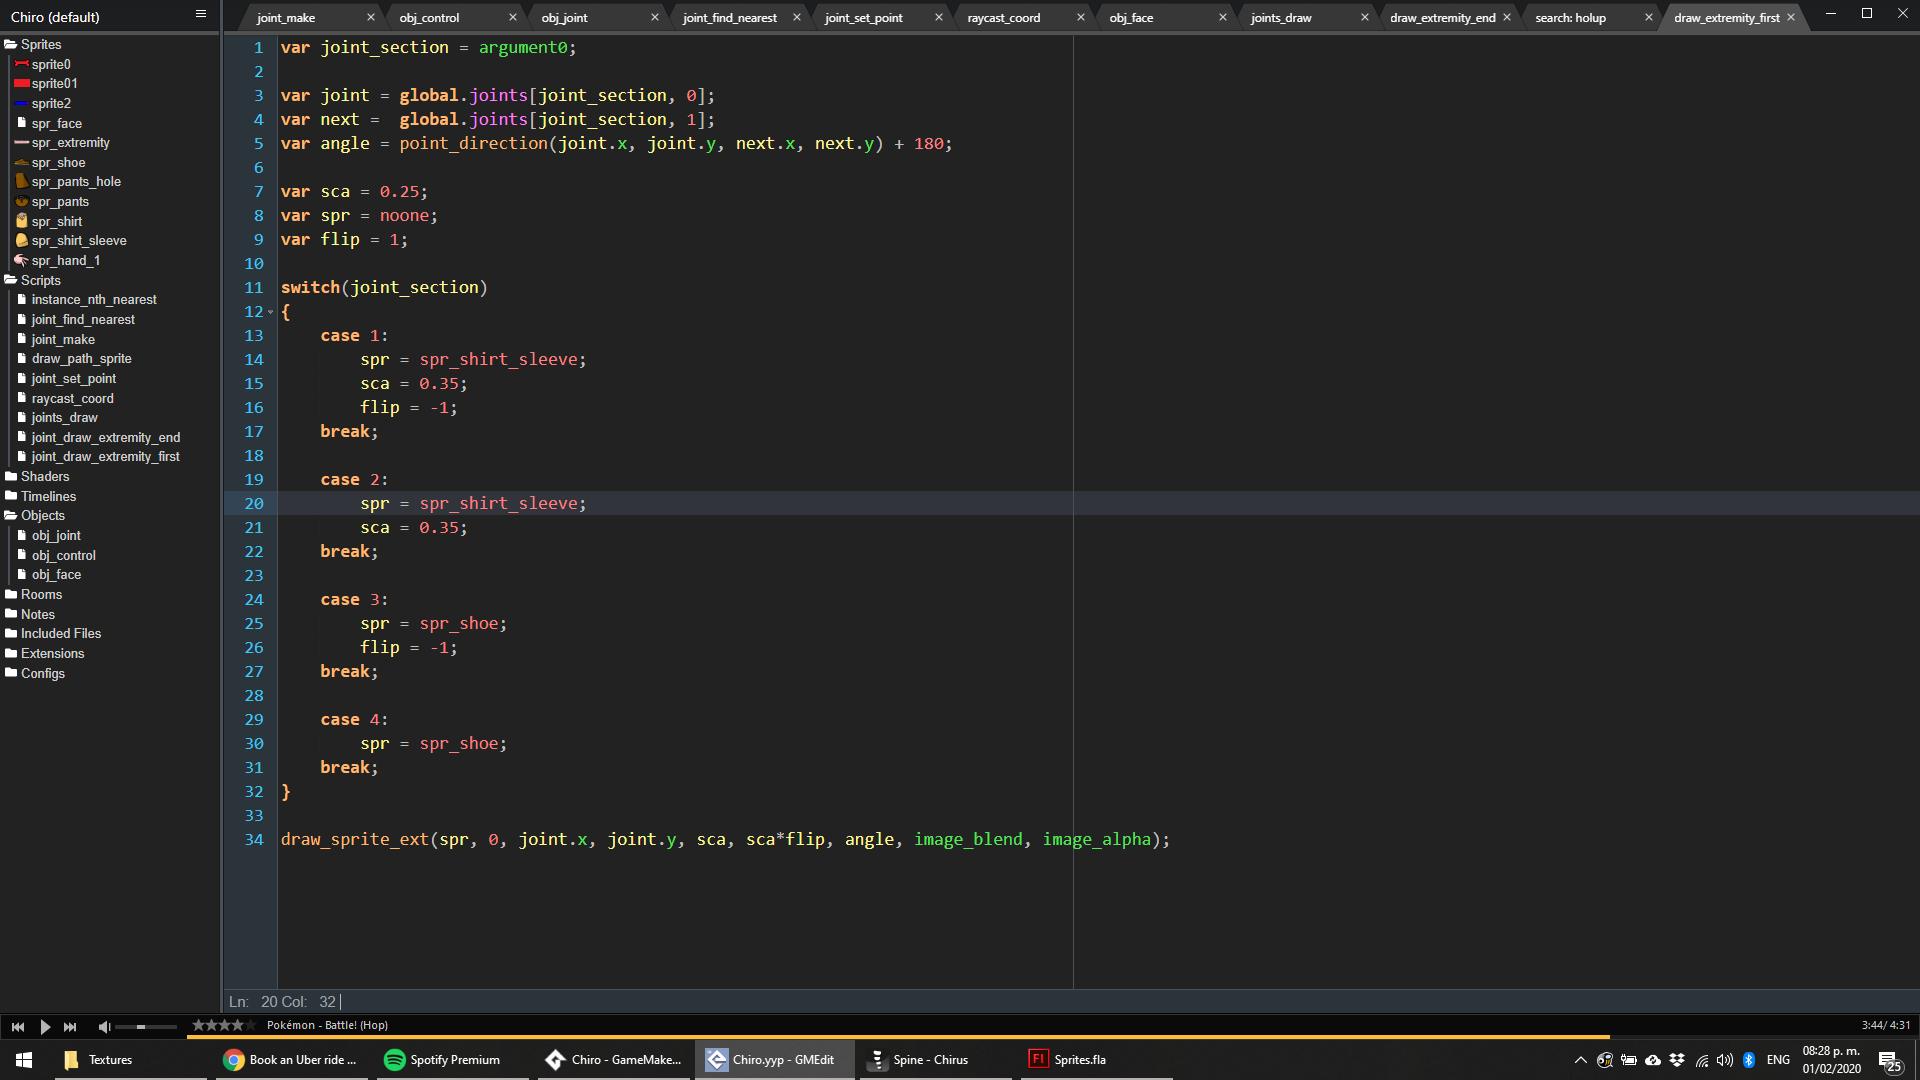 Chiro (default)
joint_make
obj_control
obj_joint
joint_find_nearest
joint_set_point
raycast_coord
obj_face
joints_draw
draw_extremity_end
search: holup
draw_extremity_first
Sprites
sprite0
sprite01
sprite2
spr_face
spr_extremity
spr_shoe
spr_pants_hole
spr_pants
spr_shirt
spr_shirt_sleeve
spr_hand_1
Scripts
instance_nth_nearest
joint_find_nearest
joint_make
draw_path_sprite
joint_set_point
raycast_coord
joints_draw
joint_draw_extremity_end
joint_draw_extremity_first
Shaders
Timelines
Objects
obj_joint
obj_control
obj_face
Rooms
Notes
Included Files
Extensions
Configs
1 var joint_section = argument0;
2
3 var joint = global.joints[joint_section, 0];
4 var next =  global.joints[joint_section, 1];
5 var angle = point_direction(joint.x, joint.y, next.x, next.y) + 180;
6
7 var sca = 0.25;
8 var spr = noone;
9 var flip = 1;
10
11 switch(joint_section)
12 {
13     case 1:
14         spr = spr_shirt_sleeve;
15         sca = 0.35;
16         flip = -1;
17     break;
18
19     case 2:
20         spr = spr_shirt_sleeve;
21         sca = 0.35;
22     break;
23
24     case 3:
25         spr = spr_shoe;
26         flip = -1;
27     break;
28
29     case 4:
30         spr = spr_shoe;
31     break;
32 }
33
34 draw_sprite_ext(spr, 0, joint.x, joint.y, sca, sca*flip, angle, image_blend, image_alpha);
Ln: 20 Col: 32
Pokémon - Battle! (Hop)
3:44/ 4:31
Textures
Book an Uber ride ...
Spotify Premium
Chiro - GameMake...
Chiro.yyp - GMEdit
Spine - Chirus
Fl
Sprites.fla
ENG
08:28 p. m.
01/02/2020
25